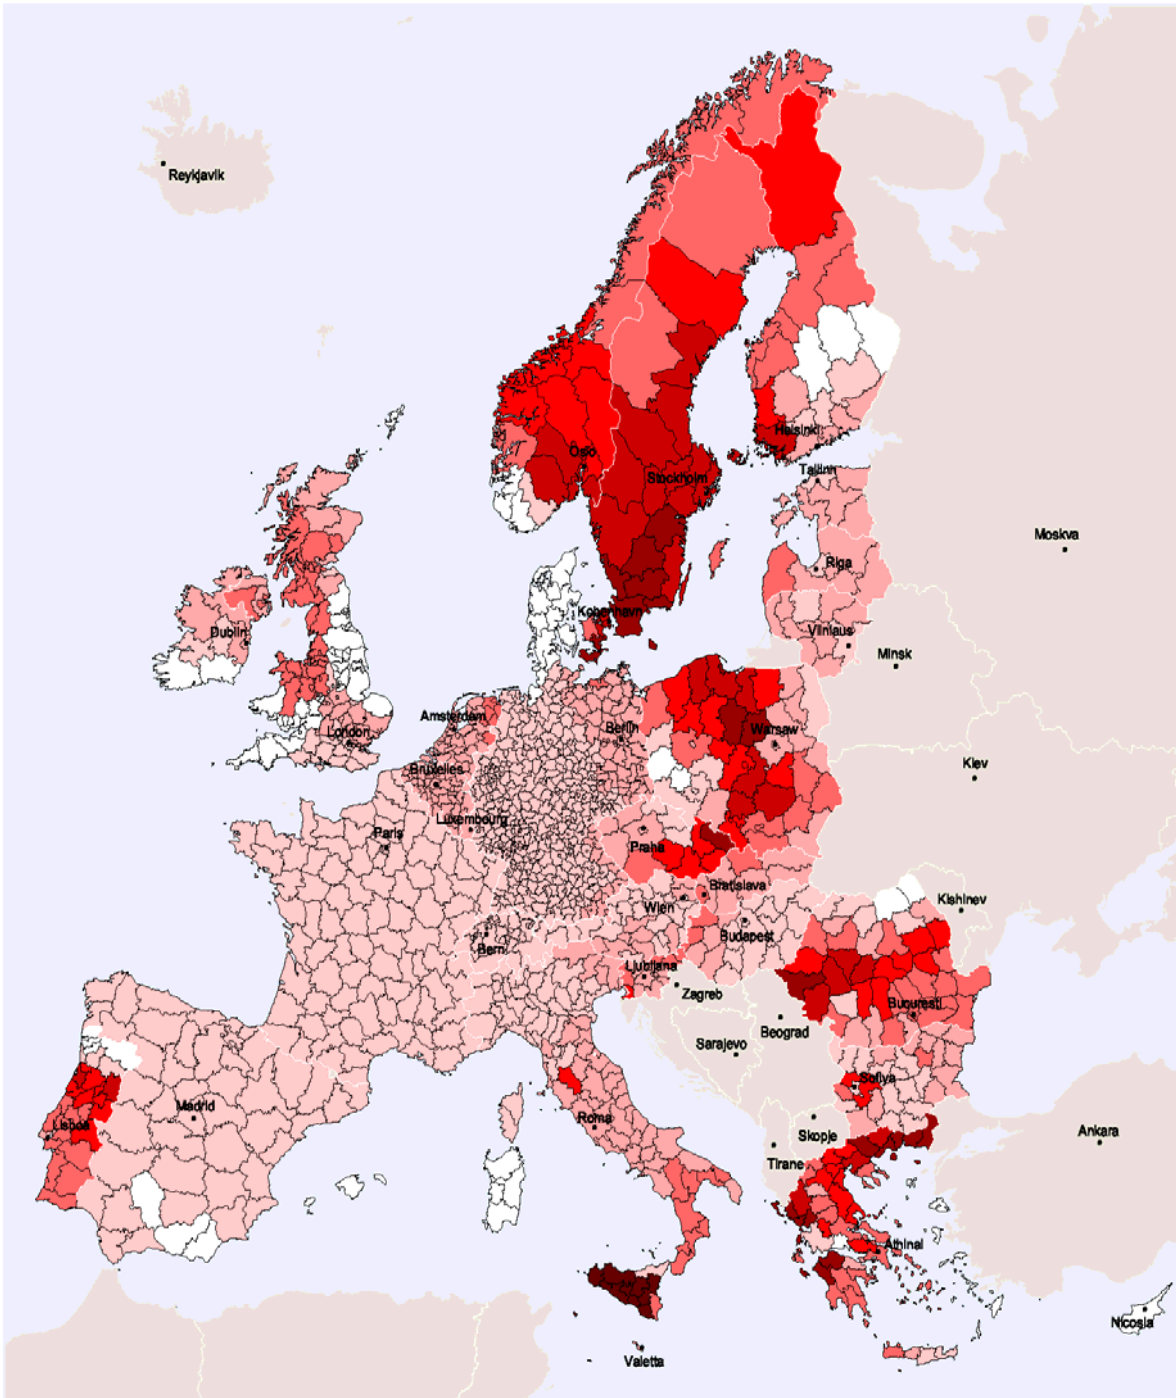 Reykjavik
Oslo
Helsinki
Stockholm
Tallinn
Moskva
Riga
Dublin
Kobenhavn
Vilniaus
Minsk
Amsterdam
London
Berlin
Warsaw
Bruxelles
Kiev
Luxembourg
Paris
Praha
Bratislava
Wien
Kishinev
Budapest
Bern
Ljubljana
Zagreb
Bucuresti
Beograd
Sarajevo
Sofiya
Madrid
Roma
Lisboa
Skopje
Ankara
Tirane
Athinai
Nicosia
Valetta